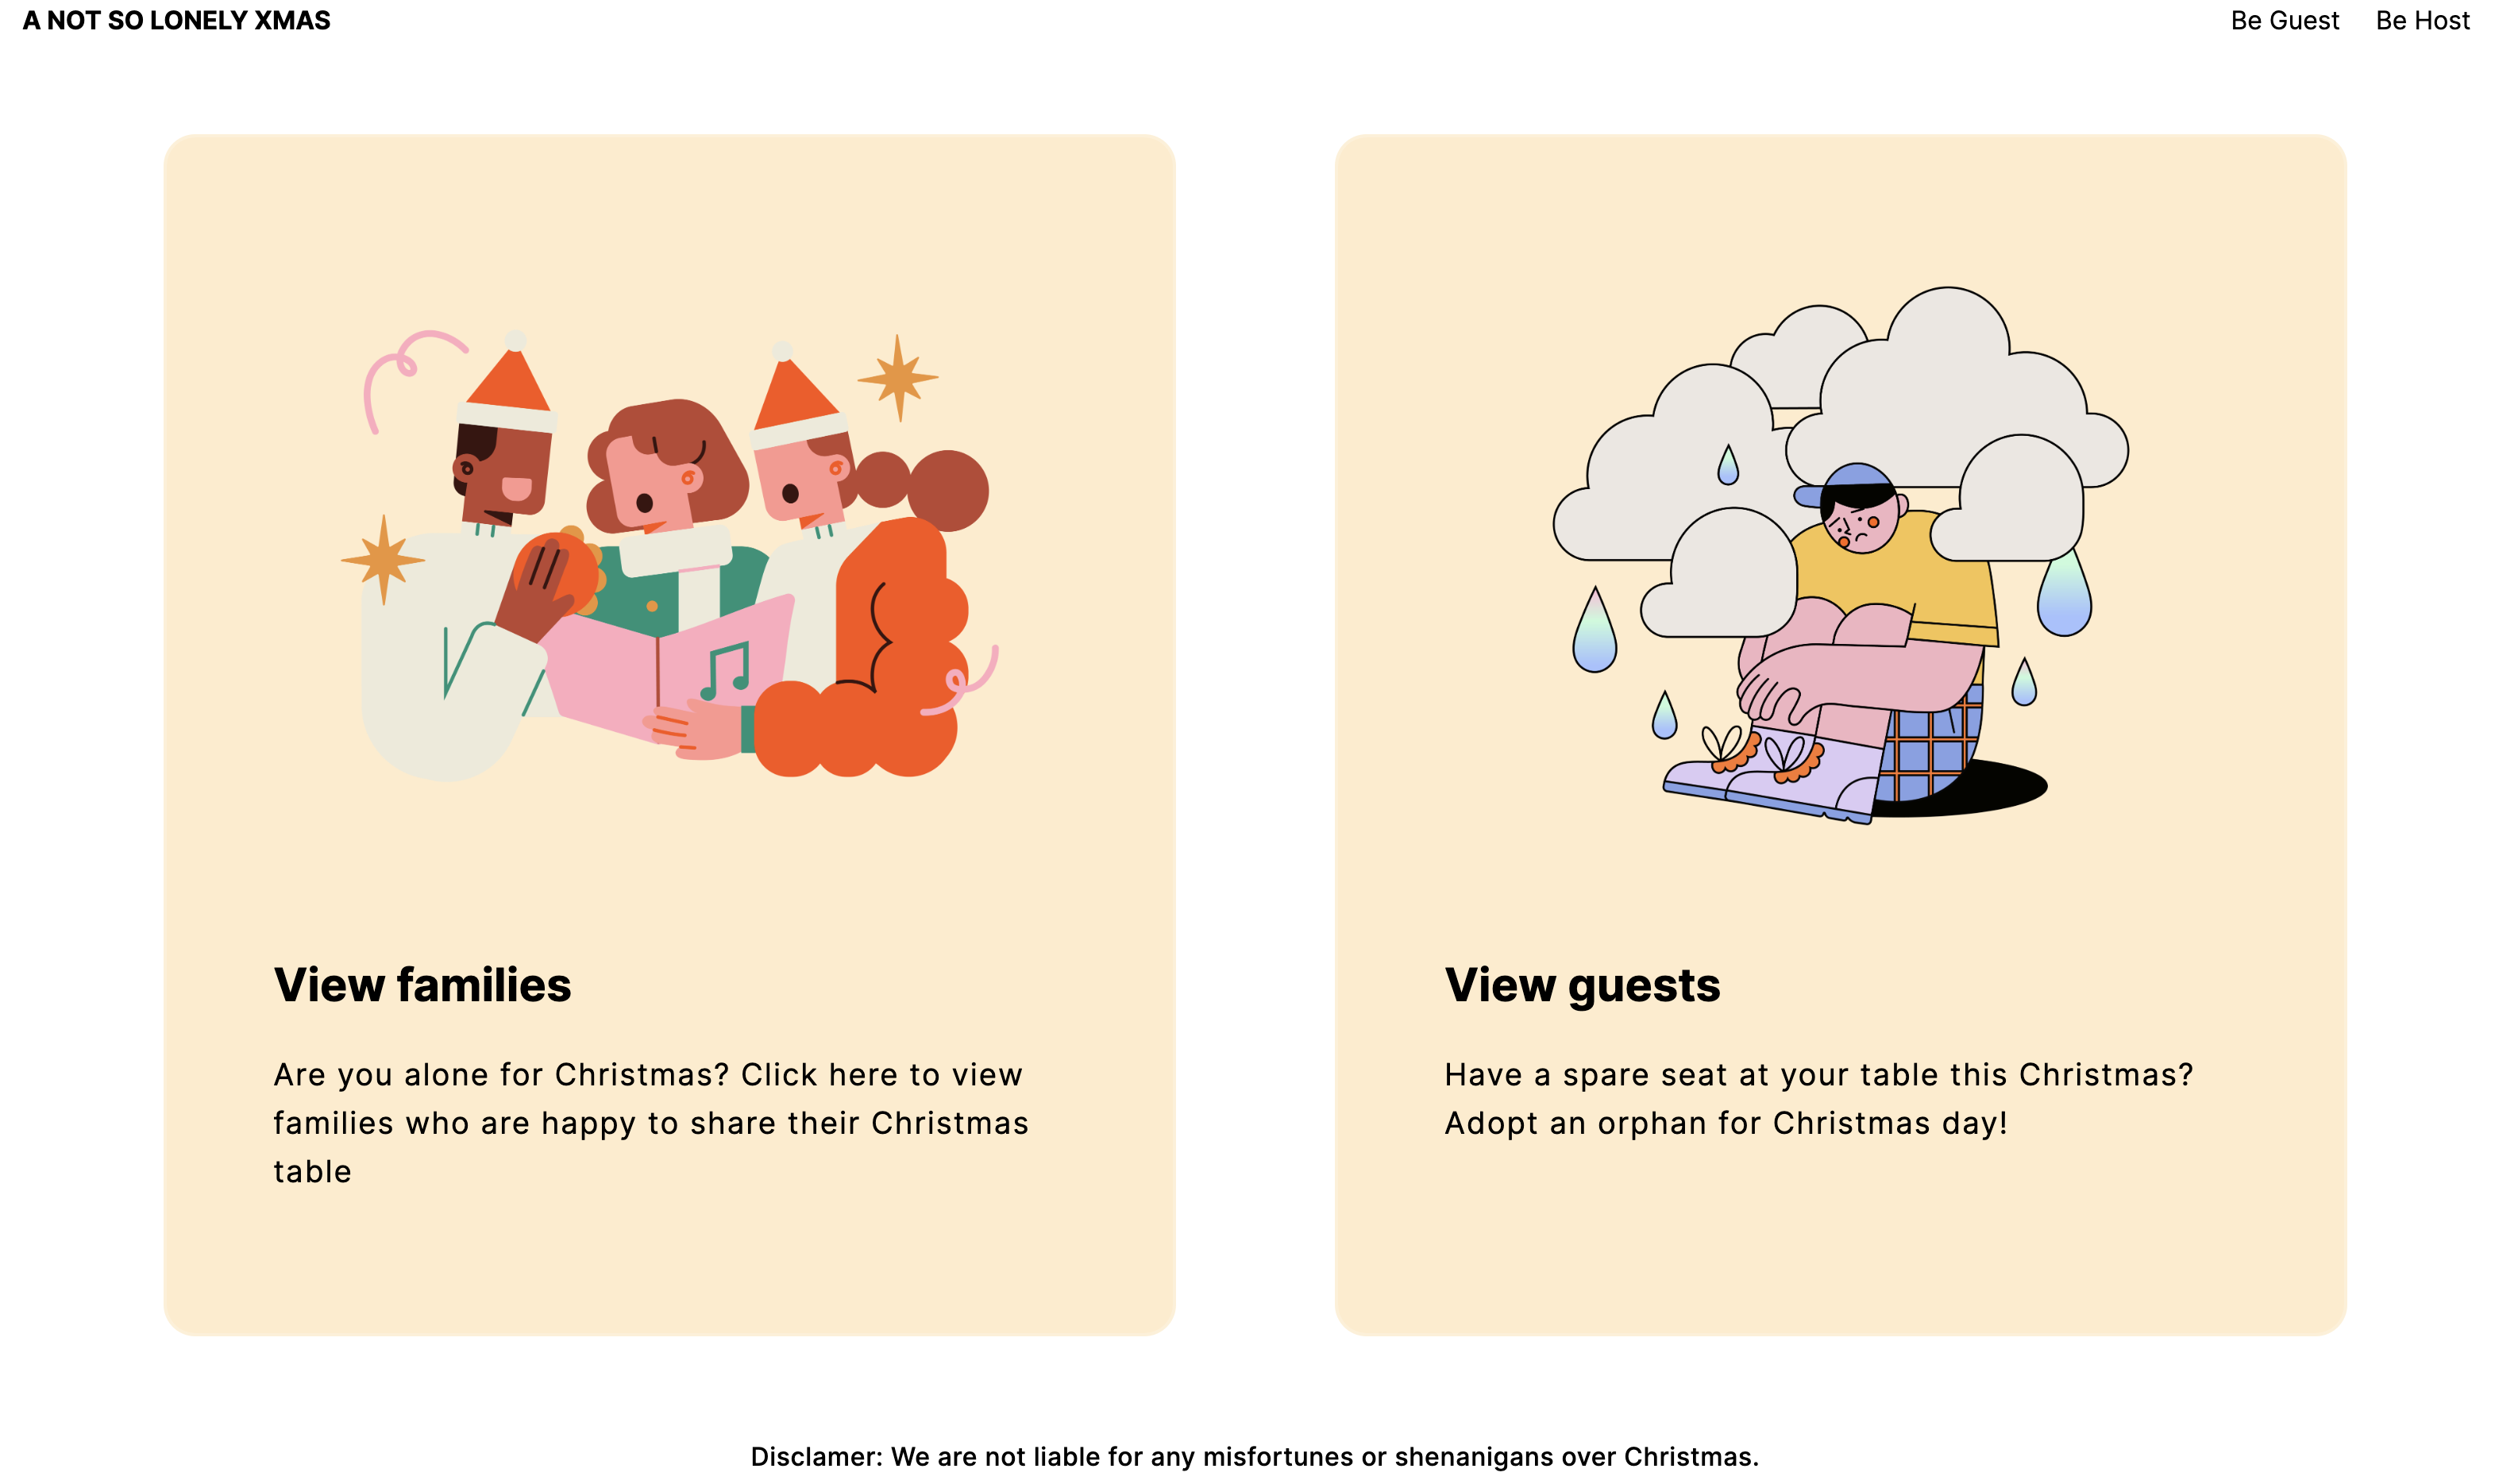 A NOT SO LONELY XMAS
Be Guest
Be Host
View families
Are you alone for Christmas? Click here to view
families who are happy to share their Christmas
table
View guests
Have a spare seat at your table this Christmas?
Adopt an orphan for Christmas day!
Disclamer: We are not liable for any misfortunes or shenanigans over Christmas.